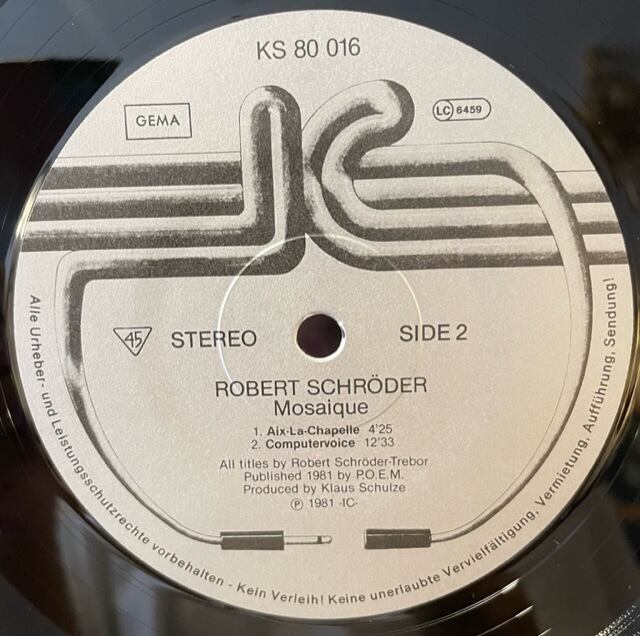 KS 80 016
GEMA
LC 6459
IC
45
STEREO
SIDE 2
ROBERT SCHRÖDER
Mosaique
1. Aix-La-Chapelle 4'25
2. Computervoice 12'33
All titles by Robert Schröder-Trebor
Published 1981 by P.O.E.M.
Produced by Klaus Schulze
℗ 1981 -IC-
Alle Urheber- und Leistungsschutzrechte vorbehalten - Kein Verleih! Keine unerlaubte Vervielfältigung, Vermietung, Aufführung, Sendung!